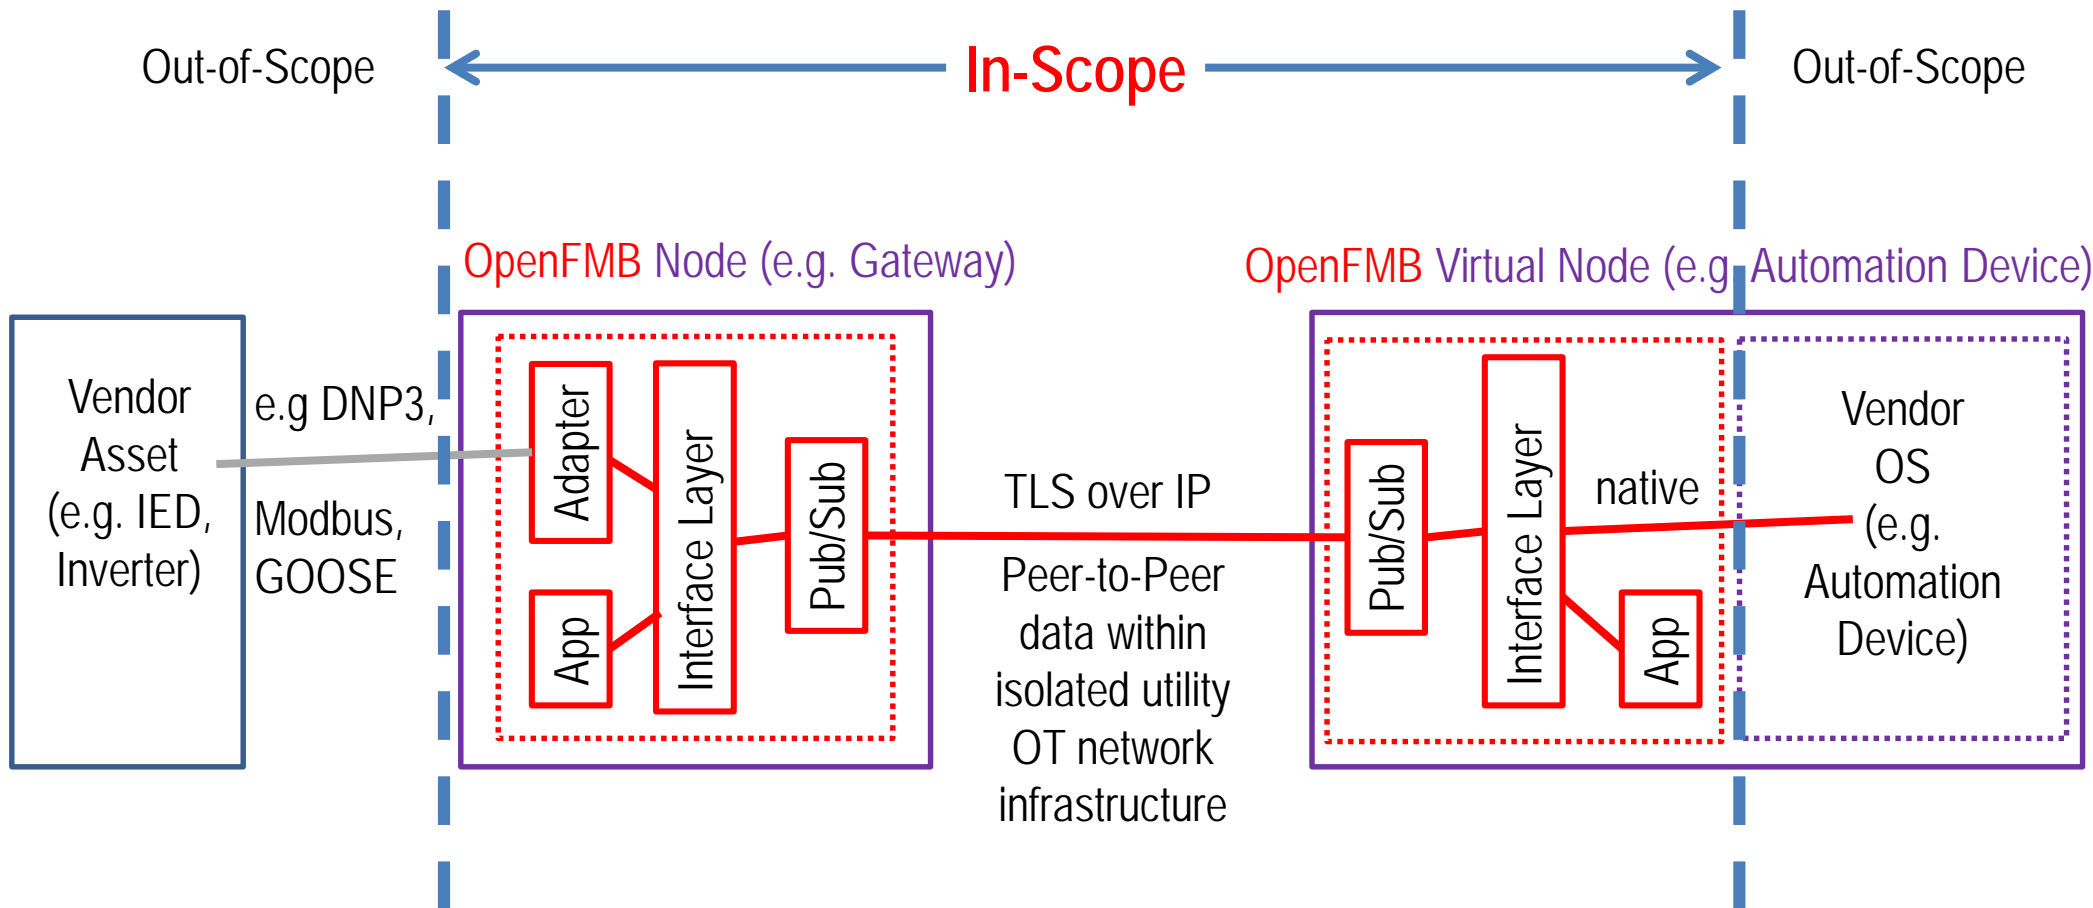 Out-of-Scope
In-Scope
Out-of-Scope
OpenFMB Node (e.g. Gateway)
OpenFMB Virtual Node (e.g. Automation Device)
Vendor
Asset
(e.g. IED,
Inverter)
e.g DNP3,
Modbus,
GOOSE
Adapter
App
Interface Layer
Pub/Sub
TLS over IP
Peer-to-Peer
data within
isolated utility
OT network
infrastructure
Pub/Sub
Interface Layer
native
App
Vendor
OS
(e.g.
Automation
Device)